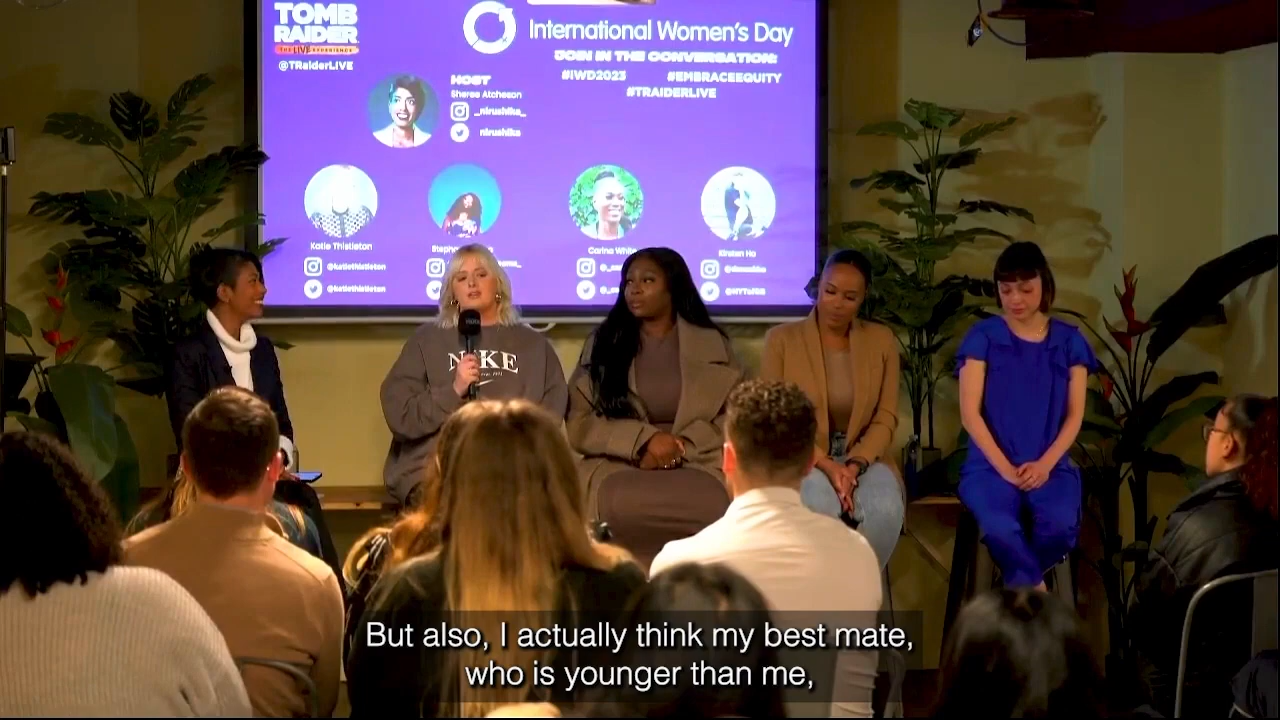 TOMB
RAIDER
THE LIVE EXPERIENCE
@TRaiderLIVE
International Women's Day
JOIN IN THE CONVERSATION:
#IWD2023 #EMBRACEEQUITY
#TRAIDERLIVE
HOST
Sheree Atcheson
_nirushika_
nirushika
Katie Thistleton
@katiethistleton
@katiethistleton
Carina White
Kirsten Ho
NIKE
But also, I actually think my best mate,
who is younger than me,